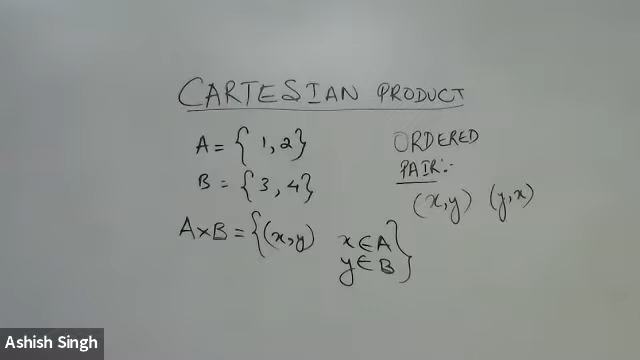 CARTESIAN PRODUCT
A = { 1, 2}
B = {3, 4}
A×B = {(x,y) x∈A
y∈B}
ORDERED
PAIR:-
(x,y) (y,x)
Ashish Singh